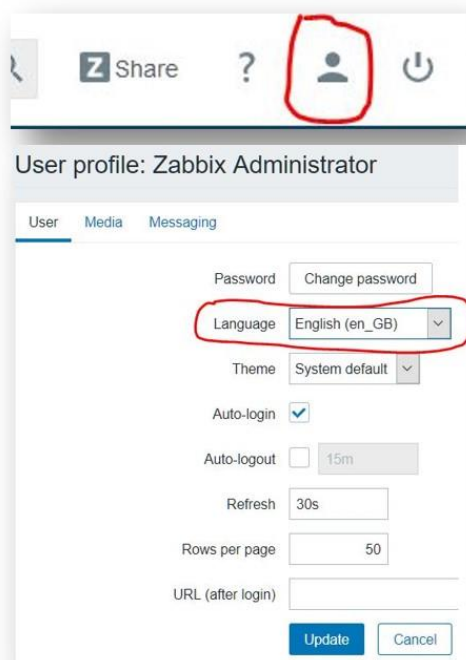 Z Share ?
User profile: Zabbix Administrator
User Media Messaging
Password Change password
Language English (en_GB)
Theme System default
Auto-login
Auto-logout 15m
Refresh 30s
Rows per page 50
URL (after login)
Update Cancel